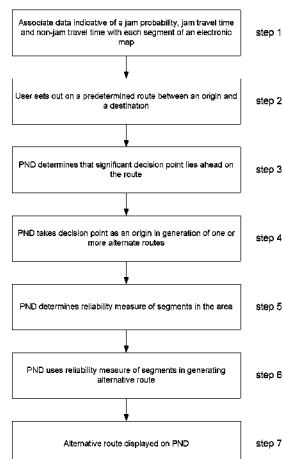 Associate data indicative of a jam probability, jam travel time
and non-jam travel time with each segment of an electronic
map
step 1
User sets out on a predetermined route between an origin and
a destination
step 2
PND determines that significant decision point lies ahead on
the route
step 3
PND takes decision point as an origin in generation of one or
more alternate routes
step 4
PND determines reliability measure of segments in the area
step 5
PND uses reliability measure of segments in generating
alternative route
step 6
Alternative route displayed on PND
step 7